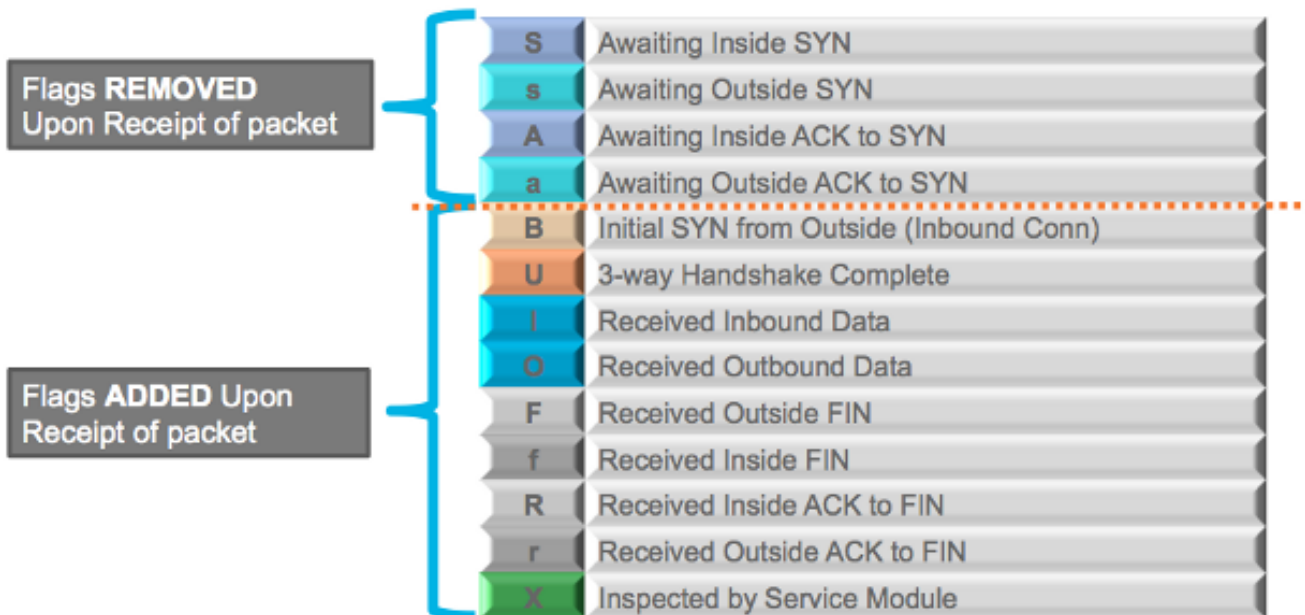 Flags REMOVED
Upon Receipt of packet
S Awaiting Inside SYN
s Awaiting Outside SYN
A Awaiting Inside ACK to SYN
a Awaiting Outside ACK to SYN
B Initial SYN from Outside (Inbound Conn)
U 3-way Handshake Complete
I Received Inbound Data
O Received Outbound Data
Flags ADDED Upon
Receipt of packet
F Received Outside FIN
f Received Inside FIN
R Received Inside ACK to FIN
r Received Outside ACK to FIN
X Inspected by Service Module